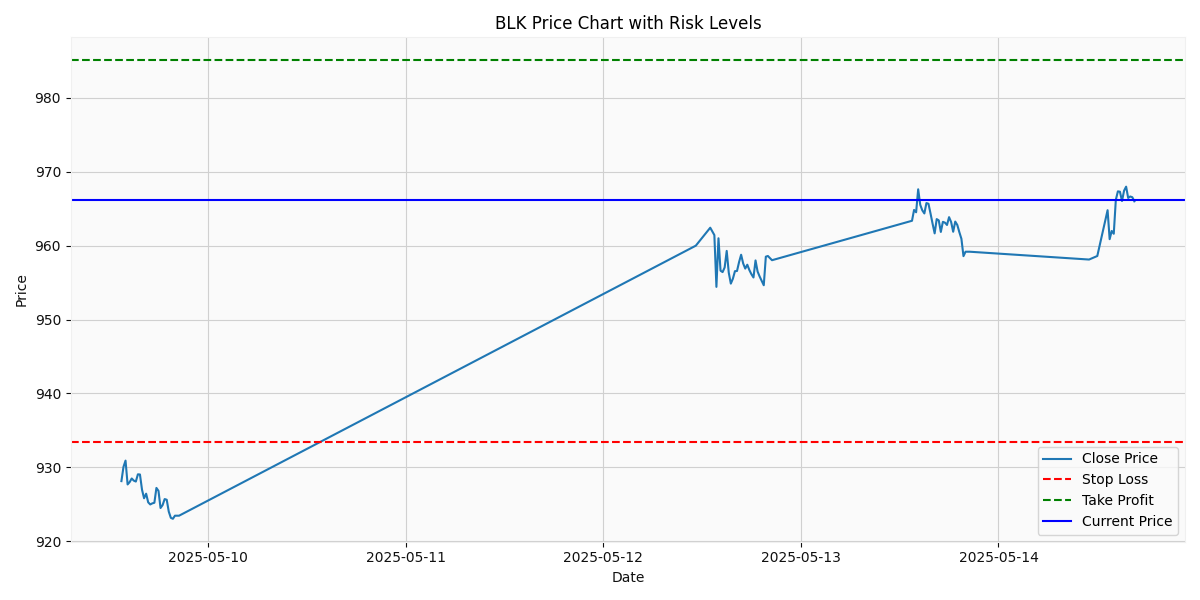 BLK Price Chart with Risk Levels
Price
980
970
960
950
940
930
920
2025-05-10
2025-05-11
2025-05-12
2025-05-13
2025-05-14
Date
Close Price
Stop Loss
Take Profit
Current Price